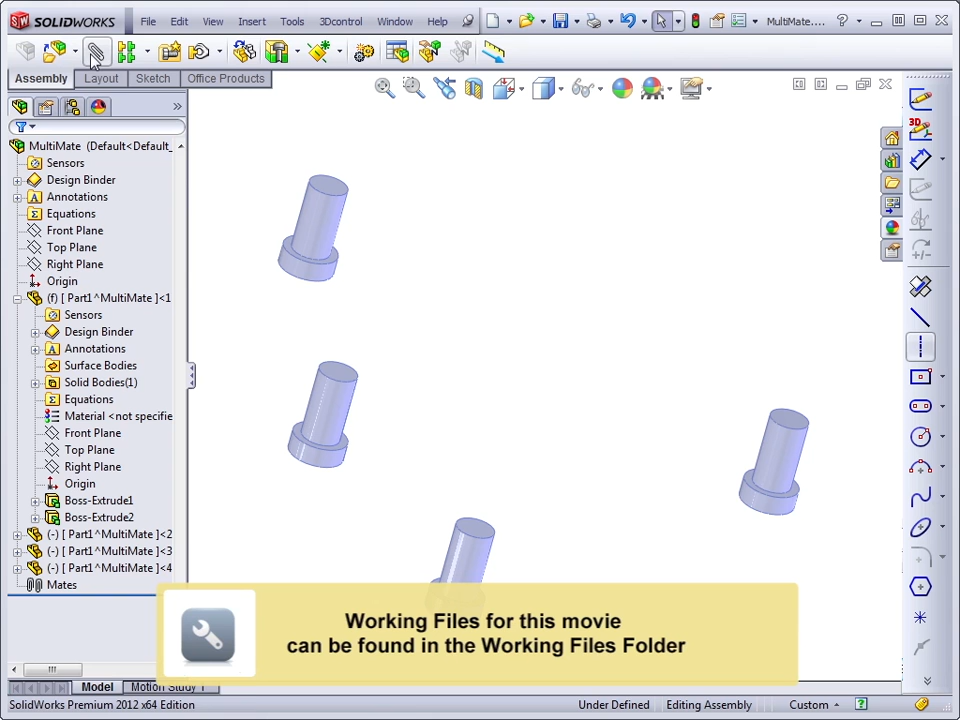 SOLIDWORKS File Edit View Insert Tools 3Dcontrol Window Help MultiMate....
Assembly Layout Sketch Office Products
MultiMate (Default<Default_
Sensors
Design Binder
Annotations
Equations
Front Plane
Top Plane
Right Plane
Origin
(f) [ Part1^MultiMate ]<1
Sensors
Design Binder
Annotations
Surface Bodies
Solid Bodies(1)
Equations
Material <not specifie
Front Plane
Top Plane
Right Plane
Origin
Boss-Extrude1
Boss-Extrude2
(-) [ Part1^MultiMate ]<2
(-) [ Part1^MultiMate ]<3
(-) [ Part1^MultiMate ]<4
Mates
Working Files for this movie
can be found in the Working Files Folder
Model Motion Study 1
SolidWorks Premium 2012 x64 Edition Under Defined Editing Assembly Custom